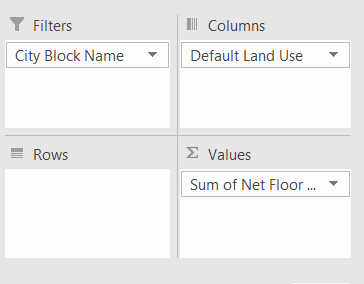 Filters
Columns
City Block Name
Default Land Use
Rows
Values
Sum of Net Floor ...